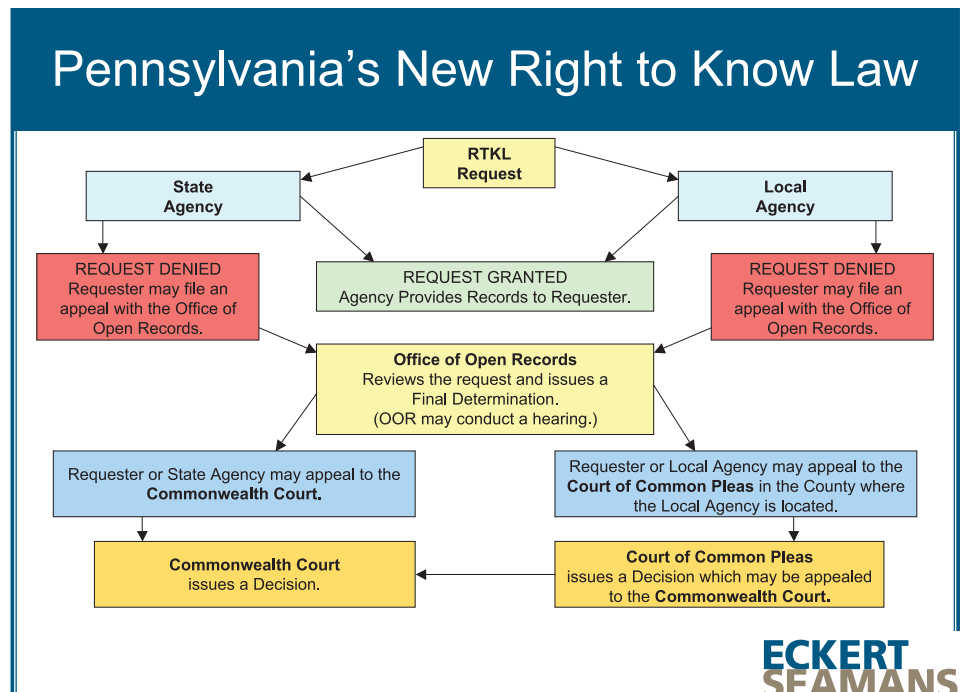 Pennsylvania's New Right to Know Law
RTKL
Request
State
Agency
Local
Agency
REQUEST DENIED
Requester may file an
appeal with the Office of
Open Records.
REQUEST GRANTED
Agency Provides Records to Requester.
REQUEST DENIED
Requester may file an
appeal with the Office of
Open Records.
Office of Open Records
Reviews the request and issues a
Final Determination.
(OOR may conduct a hearing.)
Requester or State Agency may appeal to the
Commonwealth Court.
Requester or Local Agency may appeal to the
Court of Common Pleas in the County where
the Local Agency is located.
Commonwealth Court
issues a Decision.
Court of Common Pleas
issues a Decision which may be appealed
to the Commonwealth Court.
ECKERT
SEAMANS